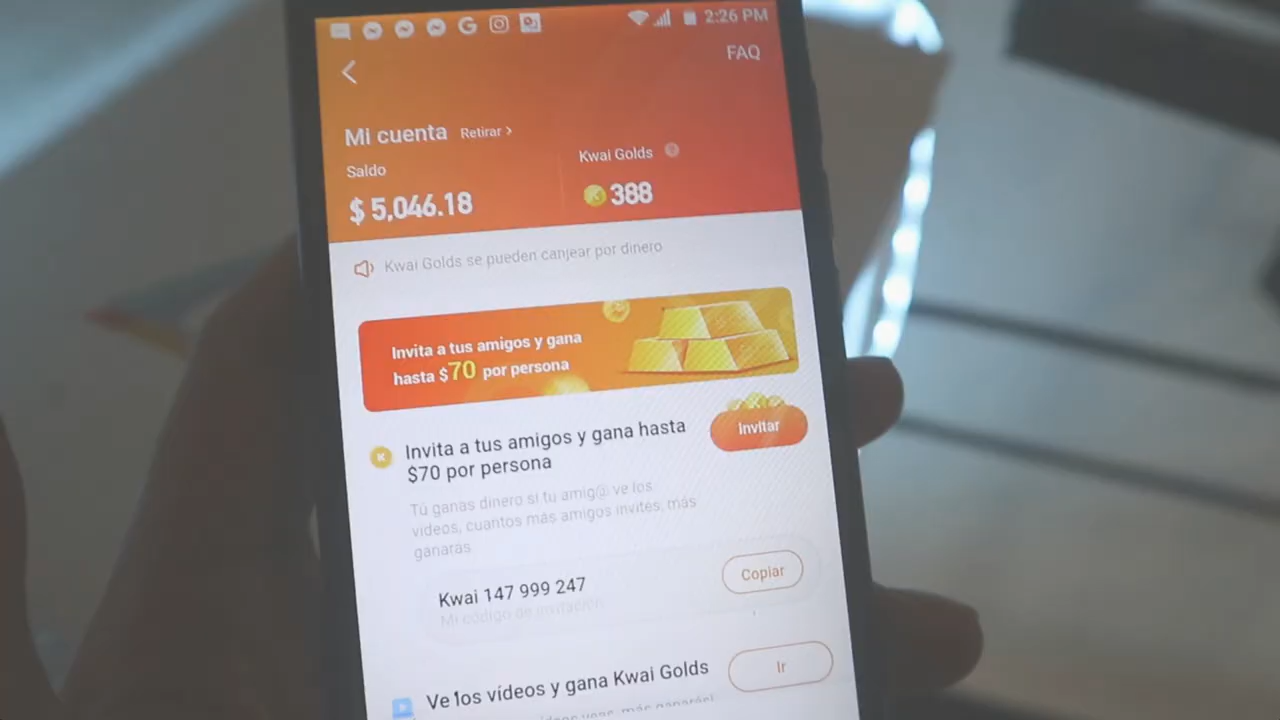 2:26 PM
FAQ
Mi cuenta Retirar >
Saldo
Kwai Golds
$ 5,046.18
388
Kwai Golds se pueden canjear por dinero
Invita a tus amigos y gana
hasta $70 por persona
Invita a tus amigos y gana hasta
$70 por persona
Invitar
Tú ganas dinero si tu amig@ ve los
videos, cuantos más amigos invites, más
ganarás
Kwai 147 999 247
Copiar
Mi código de invitación
Ve los vídeos y gana Kwai Golds
Ir